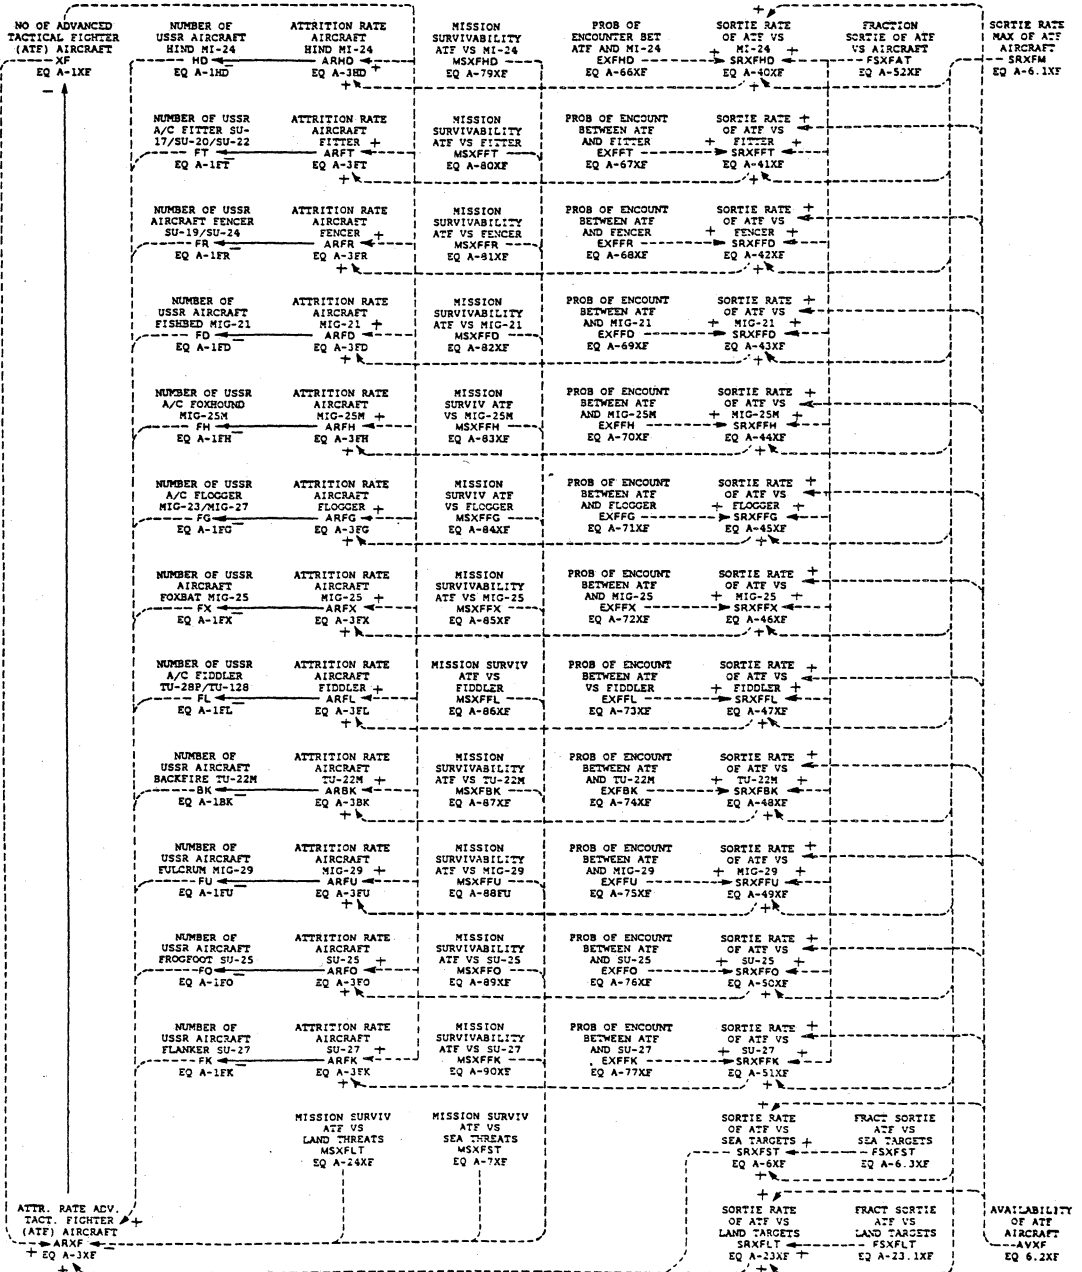 NO OF ADVANCED
TACTICAL FIGHTER
(ATF) AIRCRAFT
XF
EQ A-1XF
NUMBER OF
USSR AIRCRAFT
HIND MI-24
HD
EQ A-1HD
ATTRITION RATE
AIRCRAFT
HIND MI-24
ARHD
EQ A-3HD
MISSION
SURVIVABILITY
ATF VS MI-24
MSXFHD
EQ A-79XF
PROB OF
ENCOUNTER BET
ATF AND MI-24
EXFHD
EQ A-66XF
SORTIE RATE
OF ATF VS
MI-24
SRXFHD
EQ A-40XF
FRACTION
SORTIE OF ATF
VS AIRCRAFT
FSXFAT
EQ A-52XF
SORTIE RATE
MAX OF ATF
AIRCRAFT
SRXFM
EQ A-6.1XF
NUMBER OF USSR
A/C FITTER SU-
17/SU-20/SU-22
FT
EQ A-1FT
ATTRITION RATE
AIRCRAFT
FITTER
ARFT
EQ A-3FT
MISSION
SURVIVABILITY
ATF VS FITTER
MSXFFT
EQ A-80XF
PROB OF ENCOUNT
BETWEEN ATF
AND FITTER
EXFFT
EQ A-67XF
SORTIE RATE
OF ATF VS
FITTER
SRXFFT
EQ A-41XF
NUMBER OF USSR
AIRCRAFT FENCER
SU-19/SU-24
FR
EQ A-1FR
ATTRITION RATE
AIRCRAFT
FENCER
ARFR
EQ A-3FR
MISSION
SURVIVABILITY
ATF VS FENCER
MSXFFR
EQ A-81XF
PROB OF ENCOUNT
BETWEEN ATF
AND FENCER
EXFFR
EQ A-68XF
SORTIE RATE
OF ATF VS
FENCER
SRXFFD
EQ A-42XF
NUMBER OF
USSR AIRCRAFT
FISHBED MIG-21
FD
EQ A-1FD
ATTRITION RATE
AIRCRAFT
MIG-21
ARFD
EQ A-3FD
MISSION
SURVIVABILITY
ATF VS MIG-21
MSXFFD
EQ A-82XF
PROB OF ENCOUNT
BETWEEN ATF
AND MIG-21
EXFFD
EQ A-69XF
SORTIE RATE
OF ATF VS
MIG-21
SRXFFD
EQ A-43XF
NUMBER OF USSR
A/C FOXHOUND
MIG-25M
FH
EQ A-1FH
ATTRITION RATE
AIRCRAFT
MIG-25M
ARFH
EQ A-3FH
MISSION
SURVIV ATF
VS MIG-25M
MSXFFH
EQ A-83XF
PROB OF ENCOUNT
BETWEEN ATF
AND MIG-25M
EXFFH
EQ A-70XF
SORTIE RATE
OF ATF VS
MIG-25M
SRXFFH
EQ A-44XF
NUMBER OF USSR
A/C FLOGGER
MIG-23/MIG-27
FG
EQ A-1FG
ATTRITION RATE
AIRCRAFT
FLOGGER
ARFG
EQ A-3FG
MISSION
SURVIV ATF
VS FLOGGER
MSXFFG
EQ A-84XF
PROB OF ENCOUNT
BETWEEN ATF
AND FLOGGER
EXFFG
EQ A-71XF
SORTIE RATE
OF ATF VS
FLOGGER
SRXFFG
EQ A-45XF
NUMBER OF USSR
AIRCRAFT
FOXBAT MIG-25
FX
EQ A-1FX
ATTRITION RATE
AIRCRAFT
MIG-25
ARFX
EQ A-3FX
MISSION
SURVIVABILITY
ATF VS MIG-25
MSXFFX
EQ A-85XF
PROB OF ENCOUNT
BETWEEN ATF
AND MIG-25
EXFFX
EQ A-72XF
SORTIE RATE
OF ATF VS
MIG-25
SRXFFX
EQ A-46XF
NUMBER OF USSR
A/C FIDDLER
TU-28P/TU-128
FL
EQ A-1FL
ATTRITION RATE
AIRCRAFT
FIDDLER
ARFL
EQ A-3FL
MISSION SURVIV
ATF VS
FIDDLER
MSXFFL
EQ A-86XF
PROB OF ENCOUNT
BETWEEN ATF
VS FIDDLER
EXFFL
EQ A-73XF
SORTIE RATE
OF ATF VS
FIDDLER
SRXFFL
EQ A-47XF
NUMBER OF
USSR AIRCRAFT
BACKFIRE TU-22M
BK
EQ A-1BK
ATTRITION RATE
AIRCRAFT
TU-22M
ARBK
EQ A-3BK
MISSION
SURVIVABILITY
ATF VS TU-22M
MSXFBK
EQ A-87XF
PROB OF ENCOUNT
BETWEEN ATF
AND TU-22M
EXFBK
EQ A-74XF
SORTIE RATE
OF ATF VS
TU-22M
SRXFBK
EQ A-48XF
NUMBER OF
USSR AIRCRAFT
FULCRUM MIG-29
FU
EQ A-1FU
ATTRITION RATE
AIRCRAFT
MIG-29
ARFU
EQ A-3FU
MISSION
SURVIVABILITY
ATF VS MIG-29
MSXFFU
EQ A-88FU
PROB OF ENCOUNT
BETWEEN ATF
AND MIG-29
EXFFU
EQ A-75XF
SORTIE RATE
OF ATF VS
MIG-29
SRXFFU
EQ A-49XF
NUMBER OF
USSR AIRCRAFT
FROGFOOT SU-25
FO
EQ A-1FO
ATTRITION RATE
AIRCRAFT
SU-25
ARFO
EQ A-3FO
MISSION
SURVIVABILITY
ATF VS SU-25
MSXFFO
EQ A-89XF
PROB OF ENCOUNT
BETWEEN ATF
AND SU-25
EXFFO
EQ A-76XF
SORTIE RATE
OF ATF VS
SU-25
SRXFFO
EQ A-50XF
NUMBER OF
USSR AIRCRAFT
FLANKER SU-27
FK
EQ A-1FK
ATTRITION RATE
AIRCRAFT
SU-27
ARFK
EQ A-3FK
MISSION
SURVIVABILITY
ATF VS SU-27
MSXFFK
EQ A-90XF
PROB OF ENCOUNT
BETWEEN ATF
AND SU-27
EXFFK
EQ A-77XF
SORTIE RATE
OF ATF VS
SU-27
SRXFFK
EQ A-51XF
MISSION SURVIV
ATF VS
LAND THREATS
MSXFLT
EQ A-24XF
MISSION SURVIV
ATF VS
SEA THREATS
MSXFST
EQ A-7XF
SORTIE RATE
OF ATF VS
SEA TARGETS
SRXFST
EQ A-6XF
FRACT SORTIE
ATF VS
SEA TARGETS
FSXFST
EQ A-6.3XF
ATTR. RATE ADV.
TACT. FIGHTER
(ATF) AIRCRAFT
ARXF
EQ A-3XF
SORTIE RATE
OF ATF VS
LAND TARGETS
SRXFLT
EQ A-23XF
FRACT SORTIE
ATF VS
LAND TARGETS
FSXFLT
EQ A-23.1XF
AVAILABILITY
OF ATF
AIRCRAFT
AVXF
EQ 6.2XF